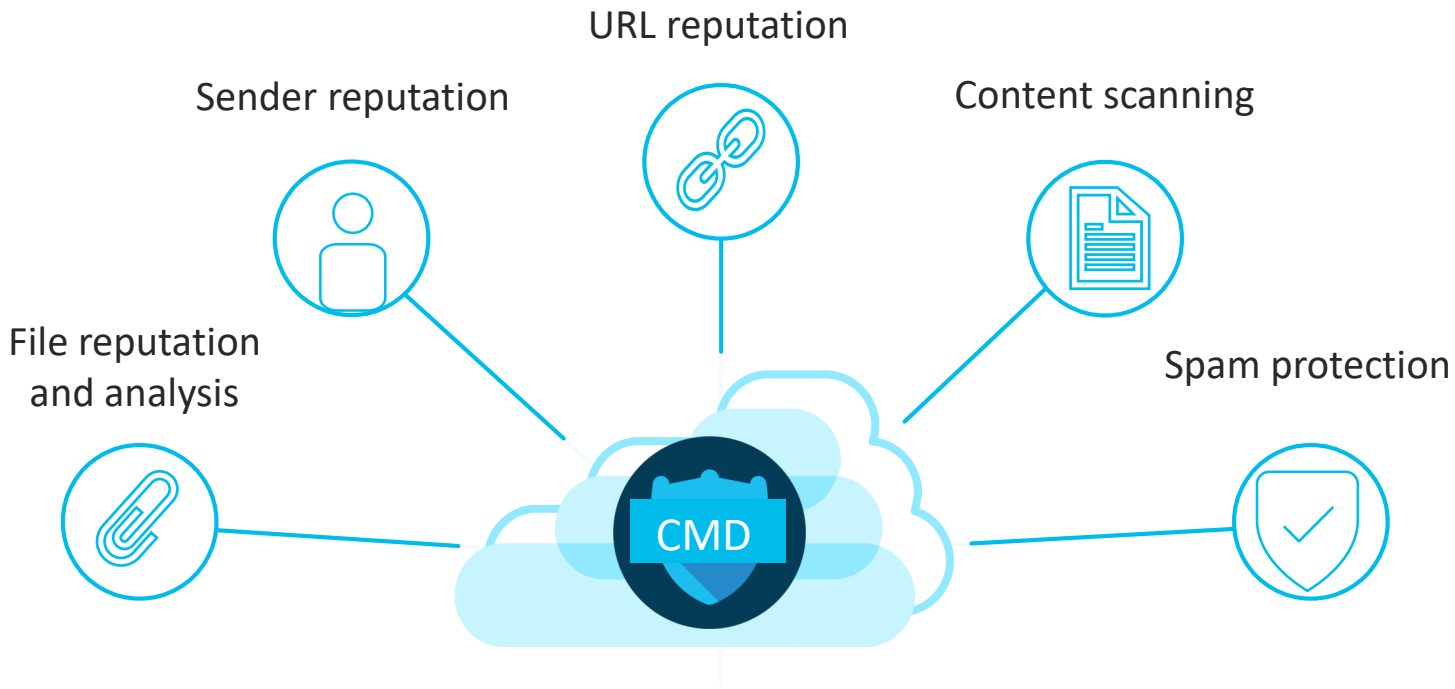 URL reputation
Sender reputation
Content scanning
File reputation
and analysis
Spam protection
CMD